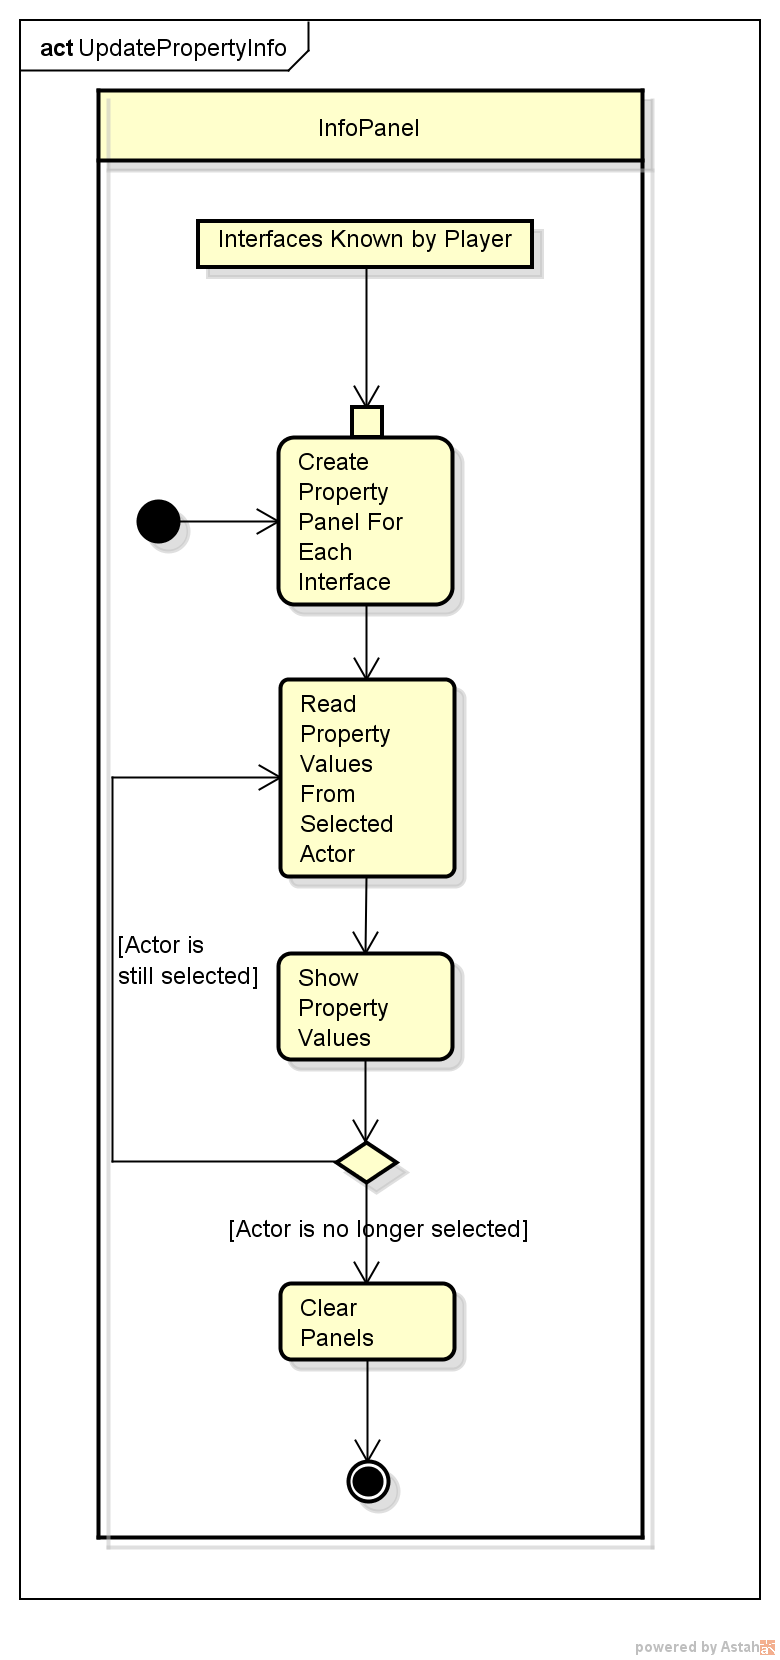 act UpdatePropertyInfo
InfoPanel
Interfaces Known by Player
Create
Property
Panel For
Each
Interface
Read
Property
Values
From
Selected
Actor
[Actor is
still selected]
Show
Property
Values
[Actor is no longer selected]
Clear
Panels
powered by Astah